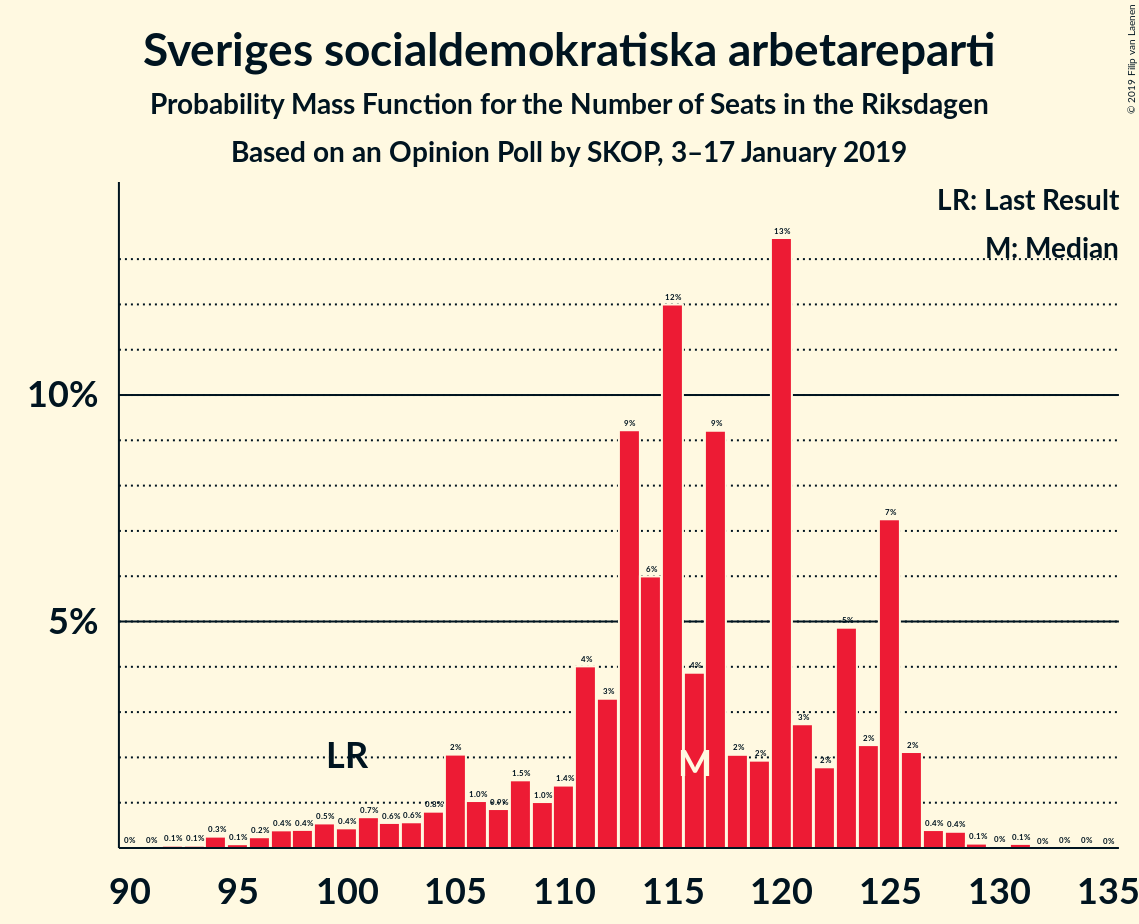 Sveriges socialdemokratiska arbetareparti
Probability Mass Function for the Number of Seats in the Riksdagen
Based on an Opinion Poll by SKOP, 3–17 January 2019
© 2019 Filip van Laenen
LR: Last Result
M: Median
10%
5%
0% 0% 0.1% 0.1% 0.3% 0.1% 0.2% 0.4% 0.4% 0.5% 0.4% 0.7% 0.6% 0.6% 0.8% 2% 1.0% 0.9% 1.5% 1.0% 1.4% 4% 3% 9% 6% 12% 4% 9% 2% 2% 13% 3% 2% 5% 2% 7% 2% 0.4% 0.4% 0.1% 0% 0.1% 0% 0% 0% 0%
LR
M
90 95 100 105 110 115 120 125 130 135